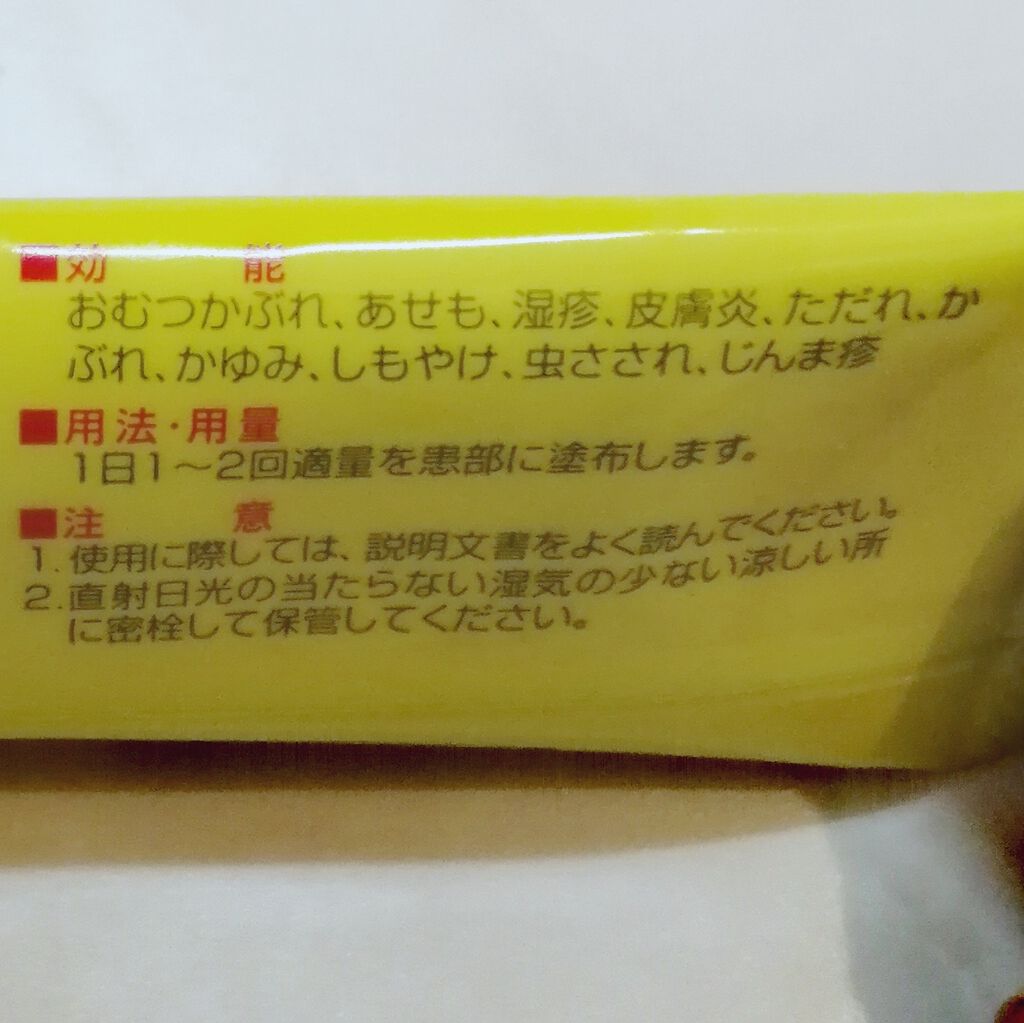 ■効 能
おむつかぶれ、あせも、湿疹、皮膚炎、ただれ、か
ぶれ、かゆみ、しもやけ、虫さされ、じんま疹
■用法・用量
1日1〜2回適量を患部に塗布します。
■注 意
1. 使用に際しては、説明文書をよく読んでください。
2. 直射日光の当たらない湿気の少ない涼しい所
に密栓して保管してください。